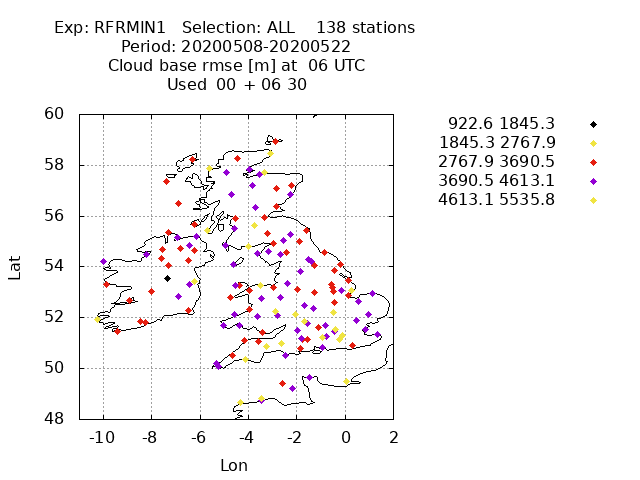 Exp: RFRMIN1 Selection: ALL 138 stations
Period: 20200508-20200522
Cloud base rmse [m] at 06 UTC
Used 00 + 06 30
60
58
56
54
52
50
48
Lat
-10 -8 -6 -4 -2 0 2
Lon
922.6 1845.3
1845.3 2767.9
2767.9 3690.5
3690.5 4613.1
4613.1 5535.8